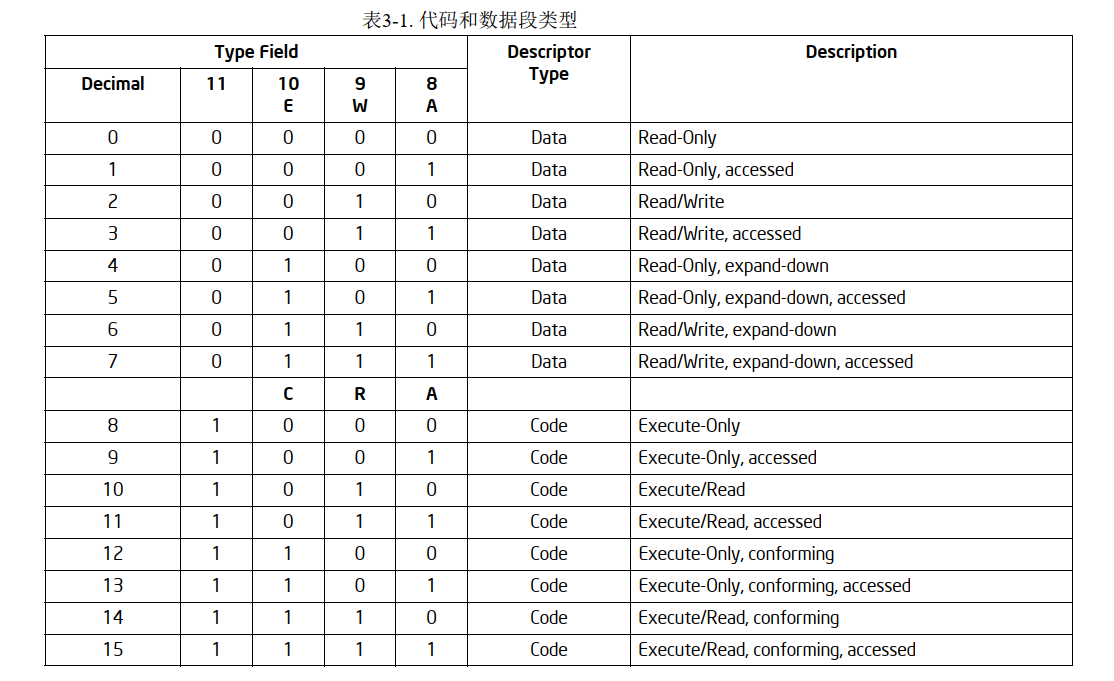 表3-1. 代码和数据段类型
Type Field Descriptor Type Description
Decimal 11 10 E 9 W 8 A
0 0 0 0 0 Data Read-Only
1 0 0 0 1 Data Read-Only, accessed
2 0 0 1 0 Data Read/Write
3 0 0 1 1 Data Read/Write, accessed
4 0 1 0 0 Data Read-Only, expand-down
5 0 1 0 1 Data Read-Only, expand-down, accessed
6 0 1 1 0 Data Read/Write, expand-down
7 0 1 1 1 Data Read/Write, expand-down, accessed
C R A
8 1 0 0 0 Code Execute-Only
9 1 0 0 1 Code Execute-Only, accessed
10 1 0 1 0 Code Execute/Read
11 1 0 1 1 Code Execute/Read, accessed
12 1 1 0 0 Code Execute-Only, conforming
13 1 1 0 1 Code Execute-Only, conforming, accessed
14 1 1 1 0 Code Execute/Read, conforming
15 1 1 1 1 Code Execute/Read, conforming, accessed